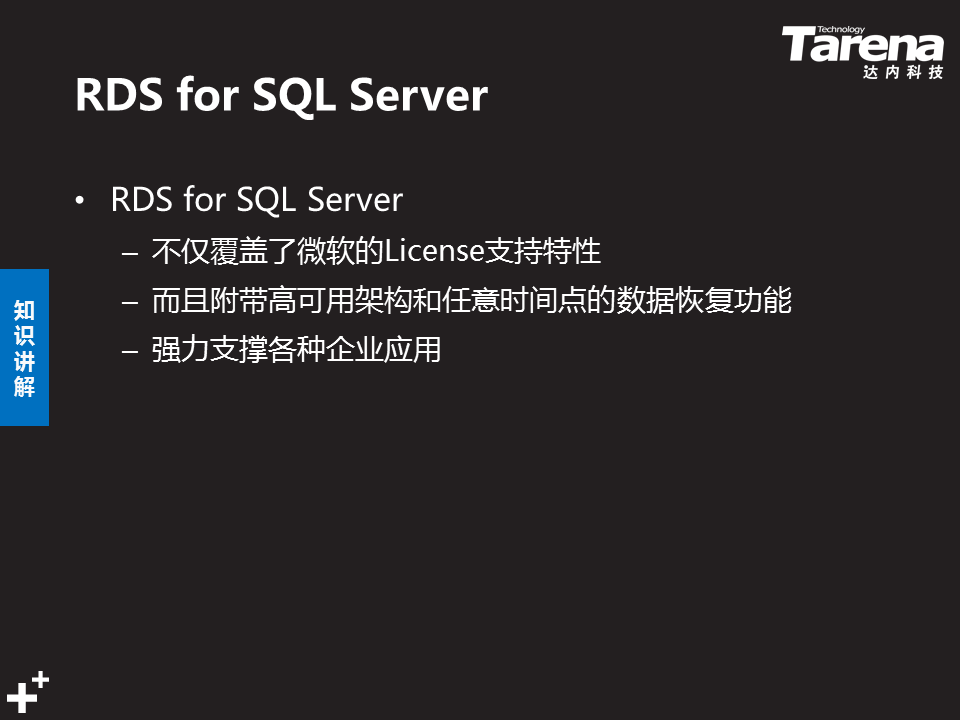 Technology
Tarena
达内科技
RDS for SQL Server
• RDS for SQL Server
– 不仅覆盖了微软的License支持特性
– 而且附带高可用架构和任意时间点的数据恢复功能
– 强力支撑各种企业应用
知识讲解